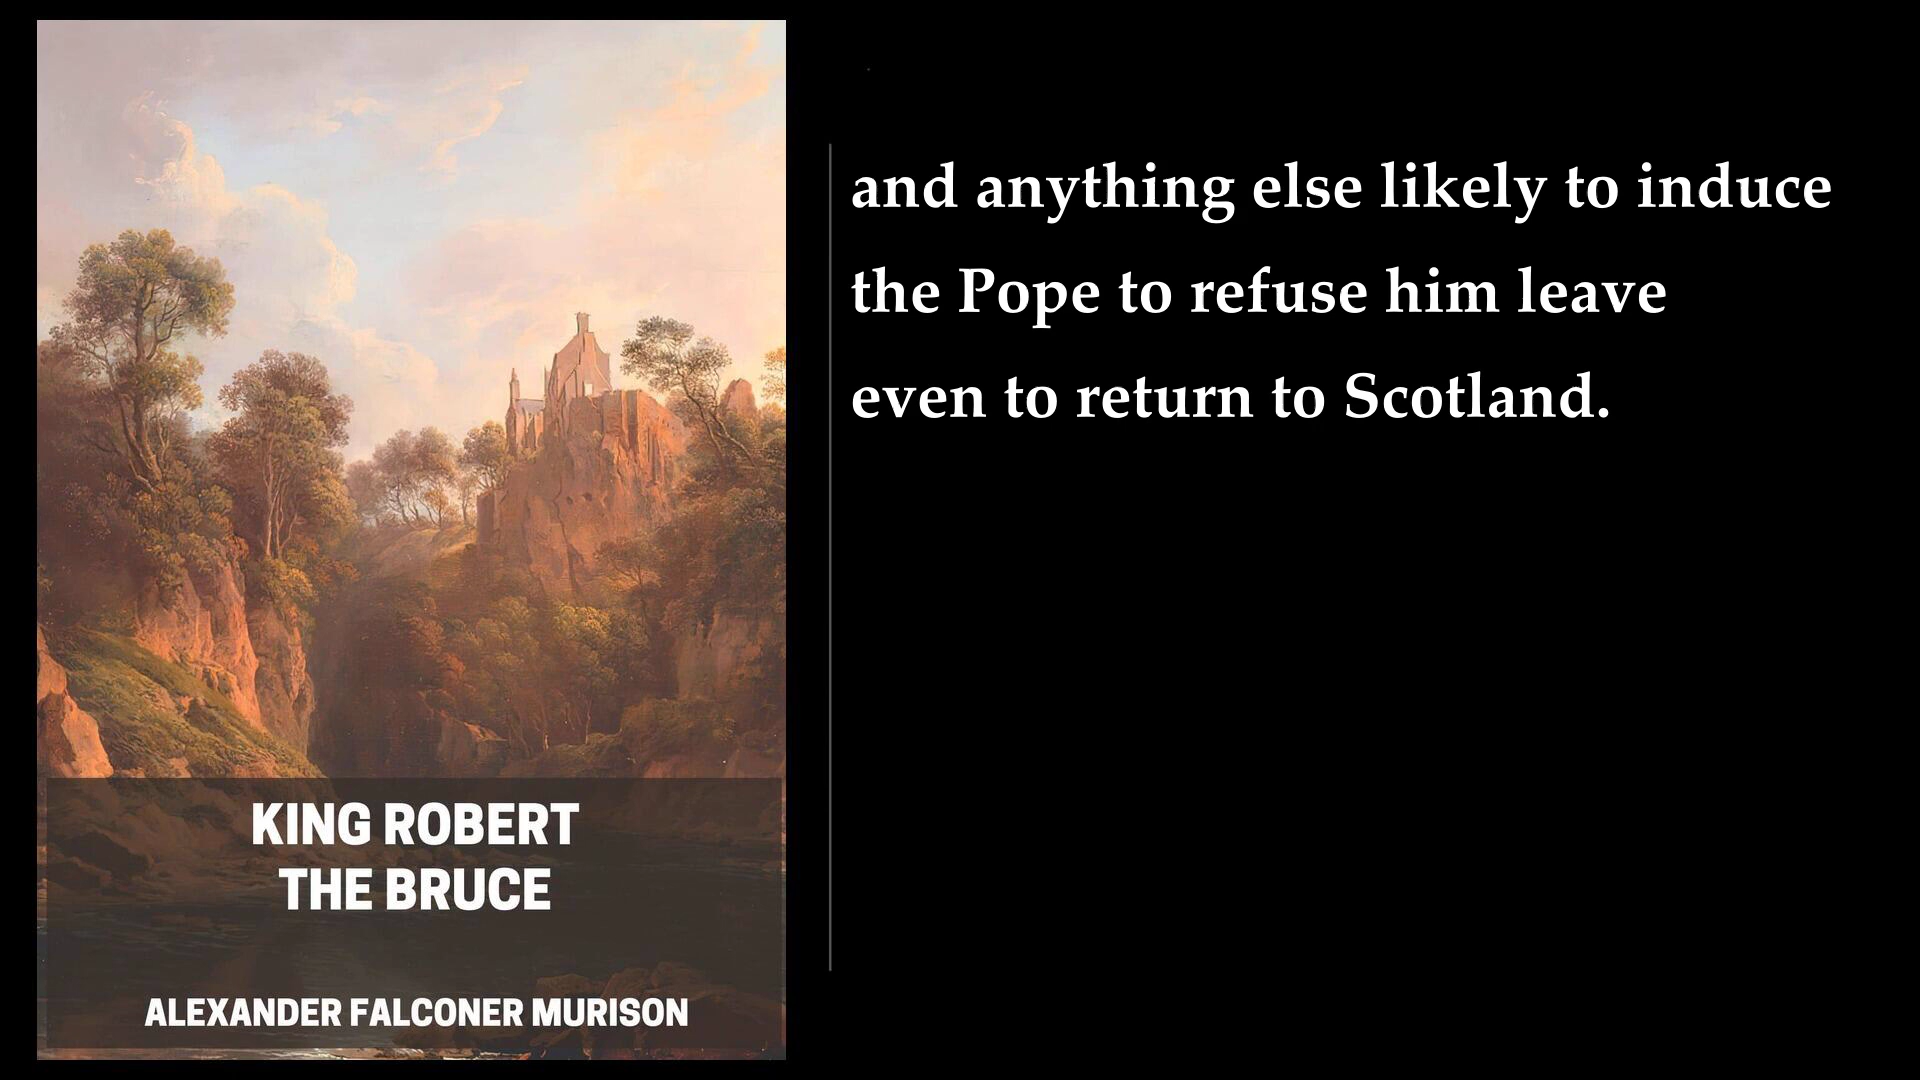 KING ROBERT
THE BRUCE
ALEXANDER FALCONER MURISON
and anything else likely to induce
the Pope to refuse him leave
even to return to Scotland.